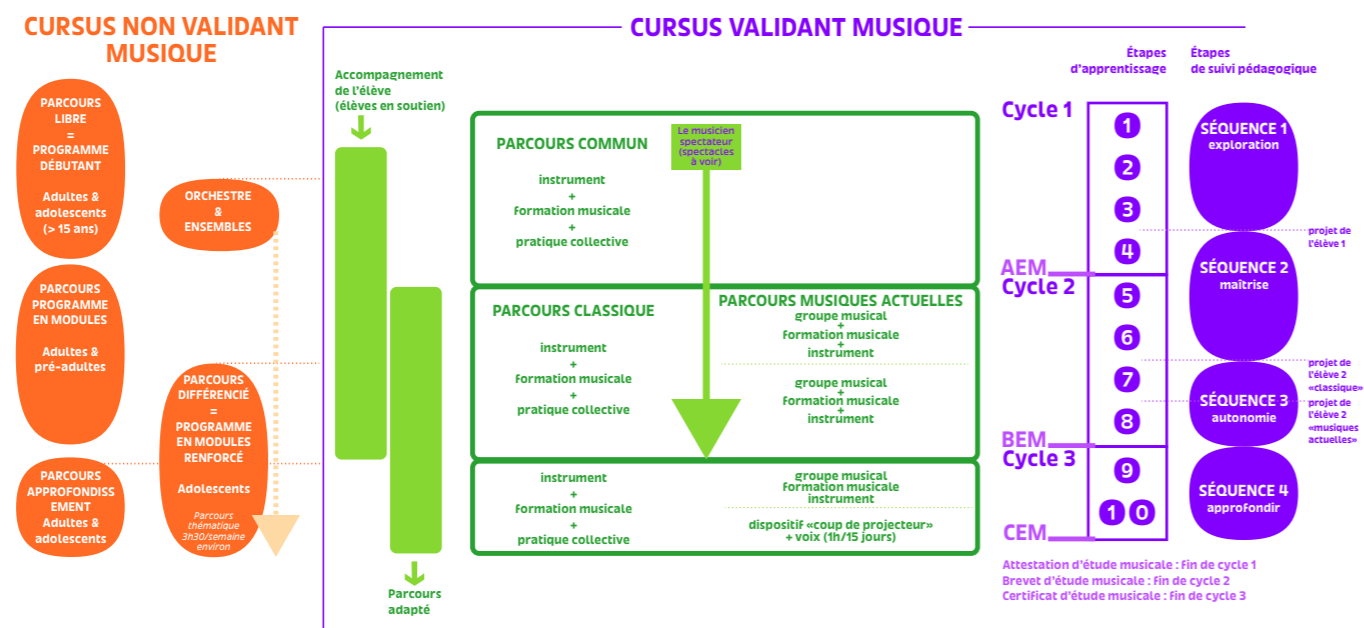 CURSUS NON VALIDANT
MUSIQUE
PARCOURS
LIBRE
=
PROGRAMME
DÉBUTANT
Adultes &
adolescents
(> 15 ans)
ORCHESTRE
&
ENSEMBLES
PARCOURS
PROGRAMME
EN MODULES
Adultes &
pré-adultes
PARCOURS
DIFFÉRENCIÉ
=
PROGRAMME
EN MODULES
RENFORCÉ
Adolescents
Parcours
thématique
3h30/semaine
environ
PARCOURS
APPROFONDISS
EMENT
Adultes &
adolescents
CURSUS VALIDANT MUSIQUE
Accompagnement
de l'élève
(élèves en soutien)
Parcours
adapté
PARCOURS COMMUN
instrument
+
formation musicale
+
pratique collective
Le musicien
spectateur
(spectacles
à voir)
PARCOURS CLASSIQUE
instrument
+
formation musicale
+
pratique collective
PARCOURS MUSIQUES ACTUELLES
groupe musical
+
formation musicale
+
instrument
groupe musical
+
formation musicale
+
instrument
instrument
+
formation musicale
+
pratique collective
groupe musical
formation musicale
instrument
dispositif «coup de projecteur»
+ voix (1h/15 jours)
Étapes
d'apprentissage
Étapes
de suivi pédagogique
Cycle 1
1
2
3
4
AEM
Cycle 2
5
6
7
8
BEM
Cycle 3
9
10
CEM
SÉQUENCE 1
exploration
projet de
l'élève 1
SÉQUENCE 2
maîtrise
projet de
l'élève 2
«classique»
SÉQUENCE 3
autonomie
projet de
l'élève 2
«musiques
actuelles»
SÉQUENCE 4
approfondir
Attestation d'étude musicale : fin de cycle 1
Brevet d'étude musicale : fin de cycle 2
Certificat d'étude musicale : fin de cycle 3